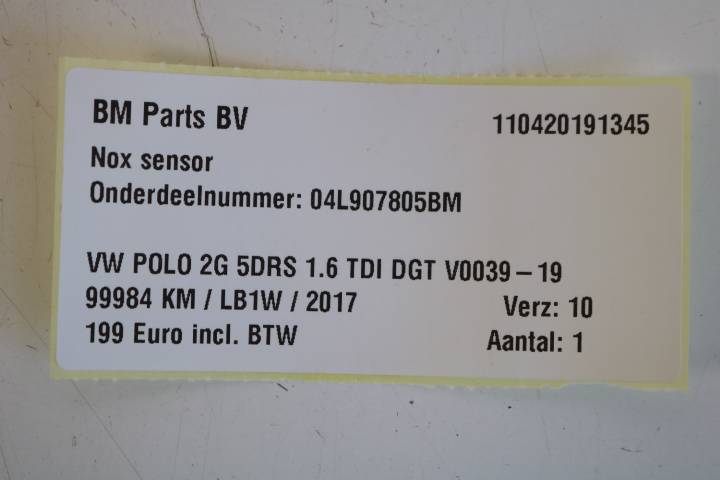 BM Parts BV 110420191345
Nox sensor
Onderdeelnummer: 04L907805BM
VW POLO 2G 5DRS 1.6 TDI DGT V0039-19
99984 KM / LB1W / 2017 Verz: 10
199 Euro incl. BTW Aantal: 1